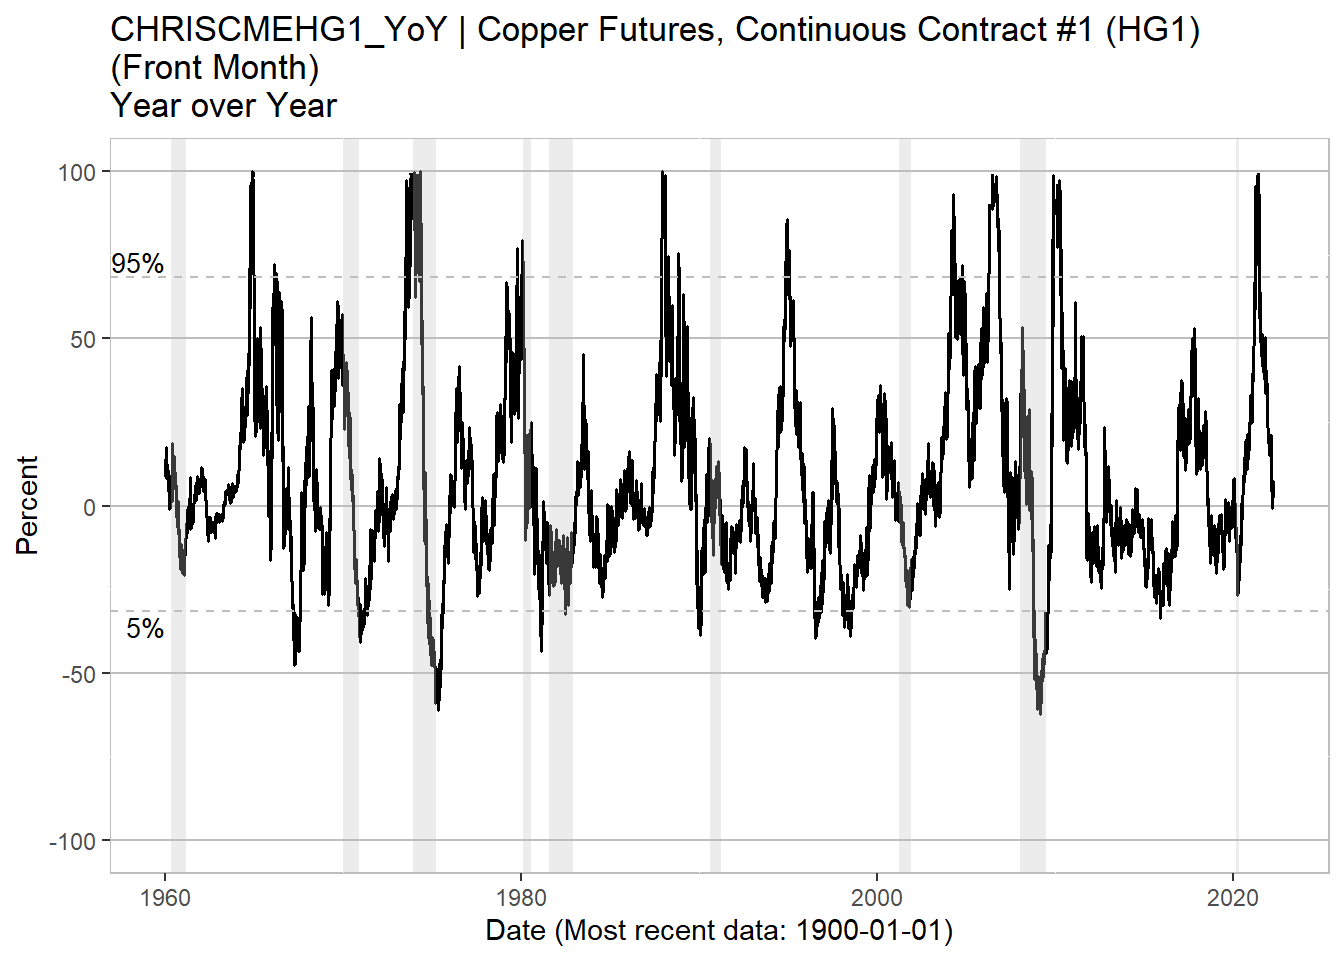 CHRISCMEHG1_YoY | Copper Futures, Continuous Contract #1 (HG1)
(Front Month)
Year over Year
100
95%
50
0
5%
-50
-100
Percent
1960
1980
2000
2020
Date (Most recent data: 1900-01-01)